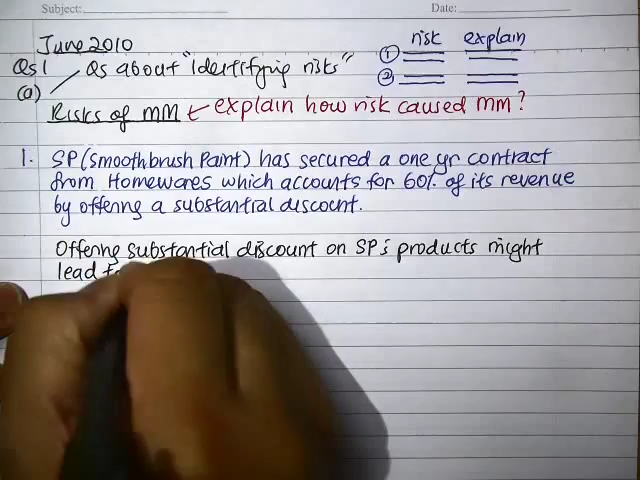 Subject: Date:
June 2010
Qs 1 Qs about "identifying risks"
(a)
risk explain
①
②
Risks of MM ← explain how risk caused MM?
1. SP (Smoothbrush Paint) has secured a one yr contract
from Homewares which accounts for 60% of its revenue
by offering a substantial discount.
Offering substantial discount on SP's products might
lead to